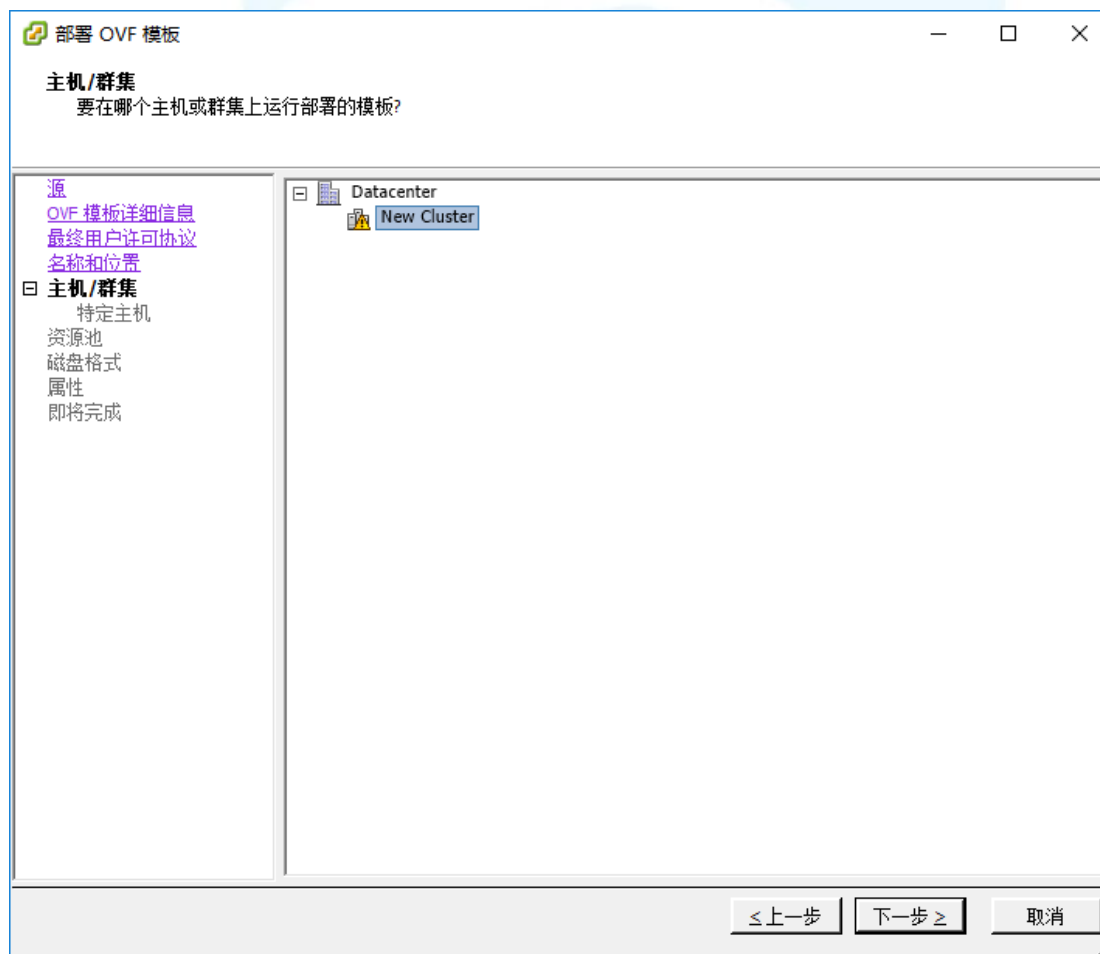 部署 OVF 模板
主机/群集
要在哪个主机或群集上运行部署的模板?
源
OVF 模板详细信息
最终用户许可协议
名称和位置
主机/群集
特定主机
资源池
磁盘格式
属性
即将完成
Datacenter
New Cluster
≤上一步
下一步≥
取消